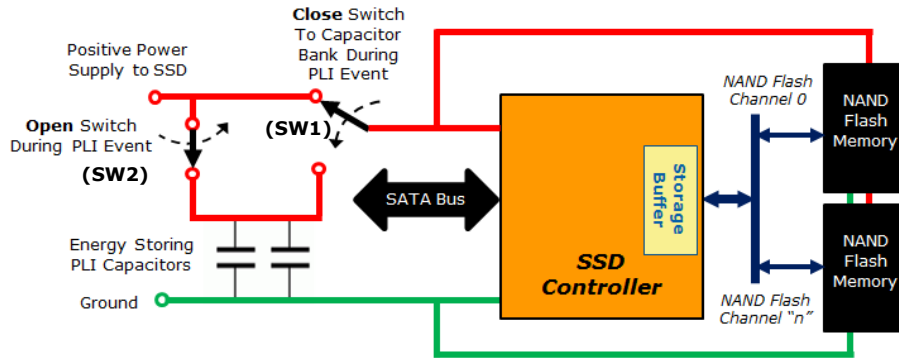 Close Switch
To Capacitor
Bank During
PLI Event
Positive Power
Supply to SSD
(SW1)
Open Switch
During PLI Event
(SW2)
Energy Storing
PLI Capacitors
Ground
SATA Bus
Storage
Buffer
SSD
Controller
NAND Flash
Channel 0
NAND
Flash
Memory
NAND
Flash
Memory
NAND Flash
Channel “n”